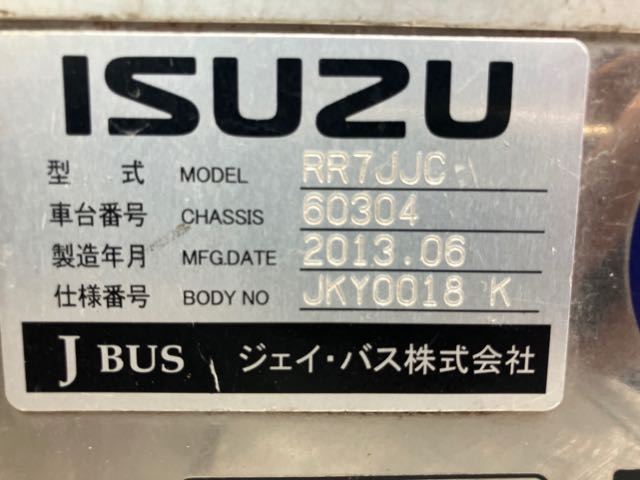 ISUZU
型 式 MODEL RR7JJC
車台番号 CHASSIS 60304
製造年月 MFG.DATE 2013.06
仕様番号 BODY NO JKY0018 K
J BUS ジェイ・バス株式会社